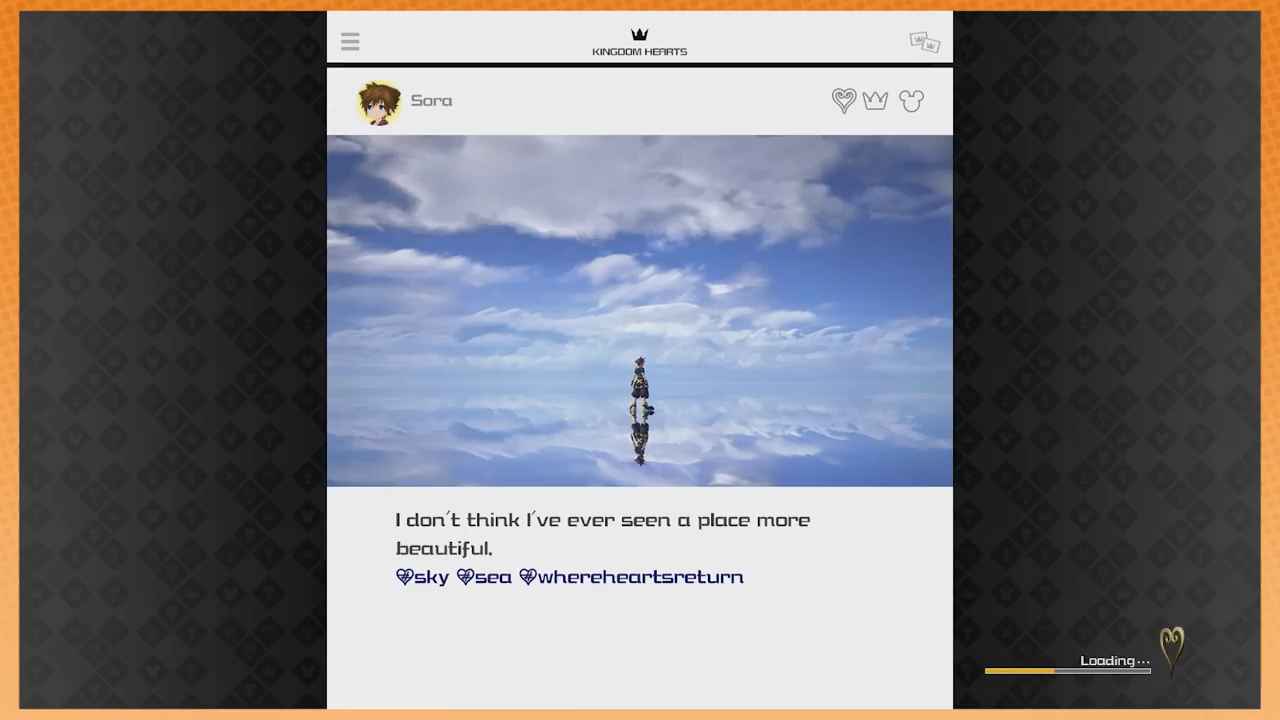 KINGDOM HEARTS
Sora
I don't think I've ever seen a place more
beautiful.
sky sea whereheartsreturn
Loading...